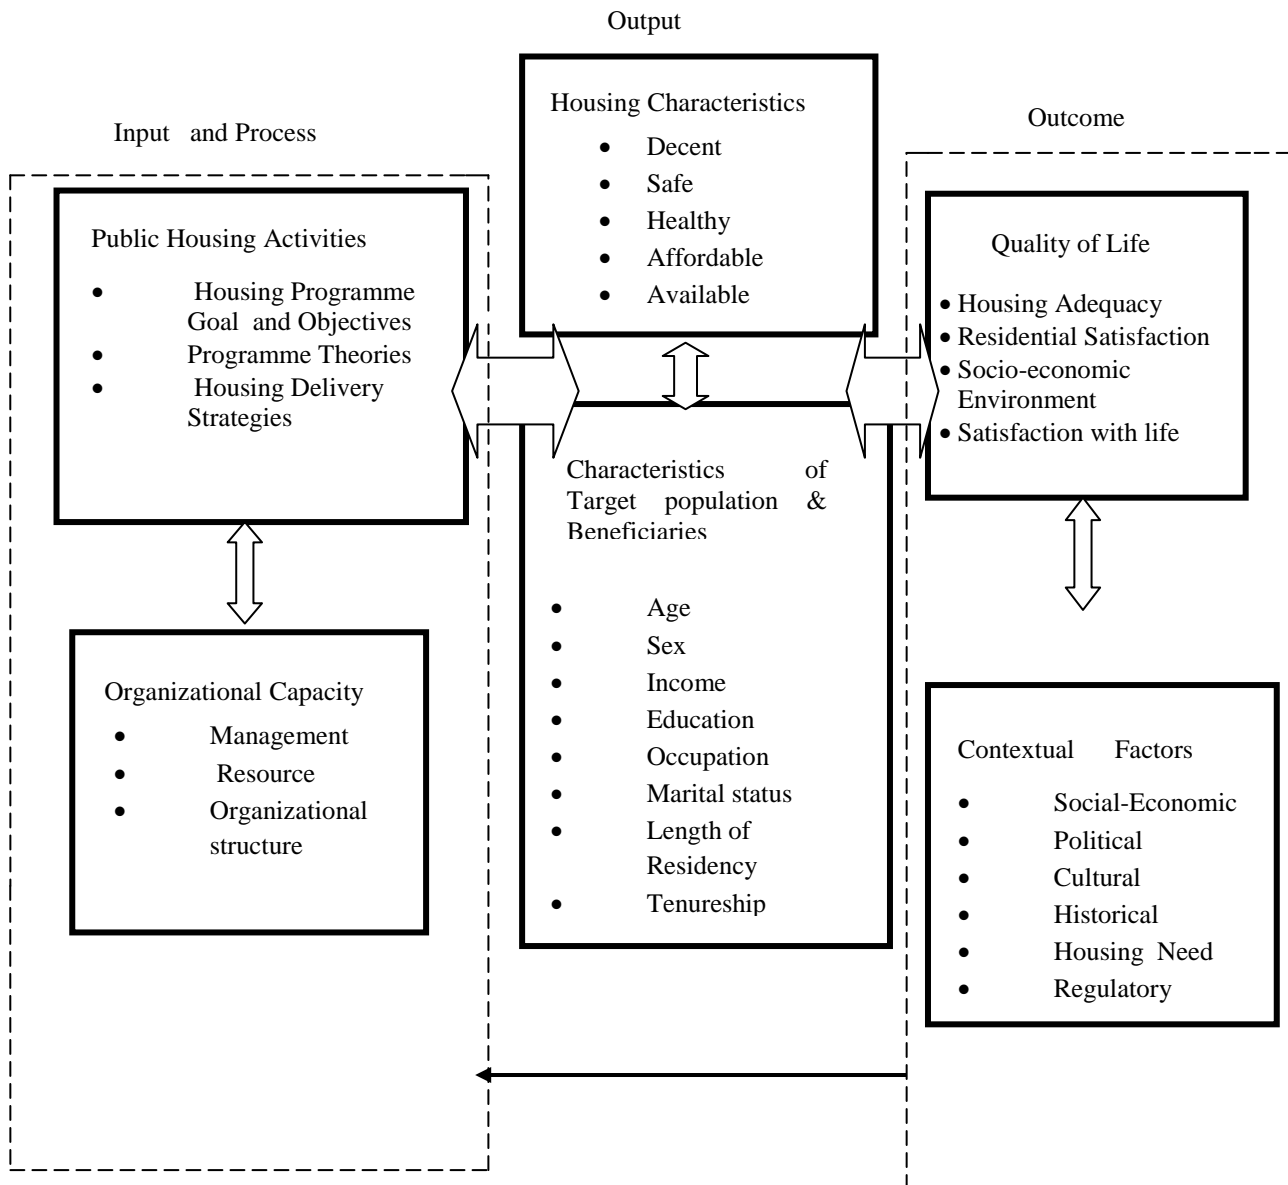 Output
Housing Characteristics
• Decent
• Safe
• Healthy
• Affordable
• Available
Input and Process
Public Housing Activities
• Housing Programme
Goal and Objectives
• Programme Theories
• Housing Delivery
Strategies
Organizational Capacity
• Management
• Resource
• Organizational
structure
Characteristics of
Target population &
Beneficiaries
• Age
• Sex
• Income
• Education
• Occupation
• Marital status
• Length of
Residency
• Tenureship
Outcome
Quality of Life
• Housing Adequacy
• Residential Satisfaction
• Socio-economic
Environment
• Satisfaction with life
Contextual Factors
• Social-Economic
• Political
• Cultural
• Historical
• Housing Need
• Regulatory